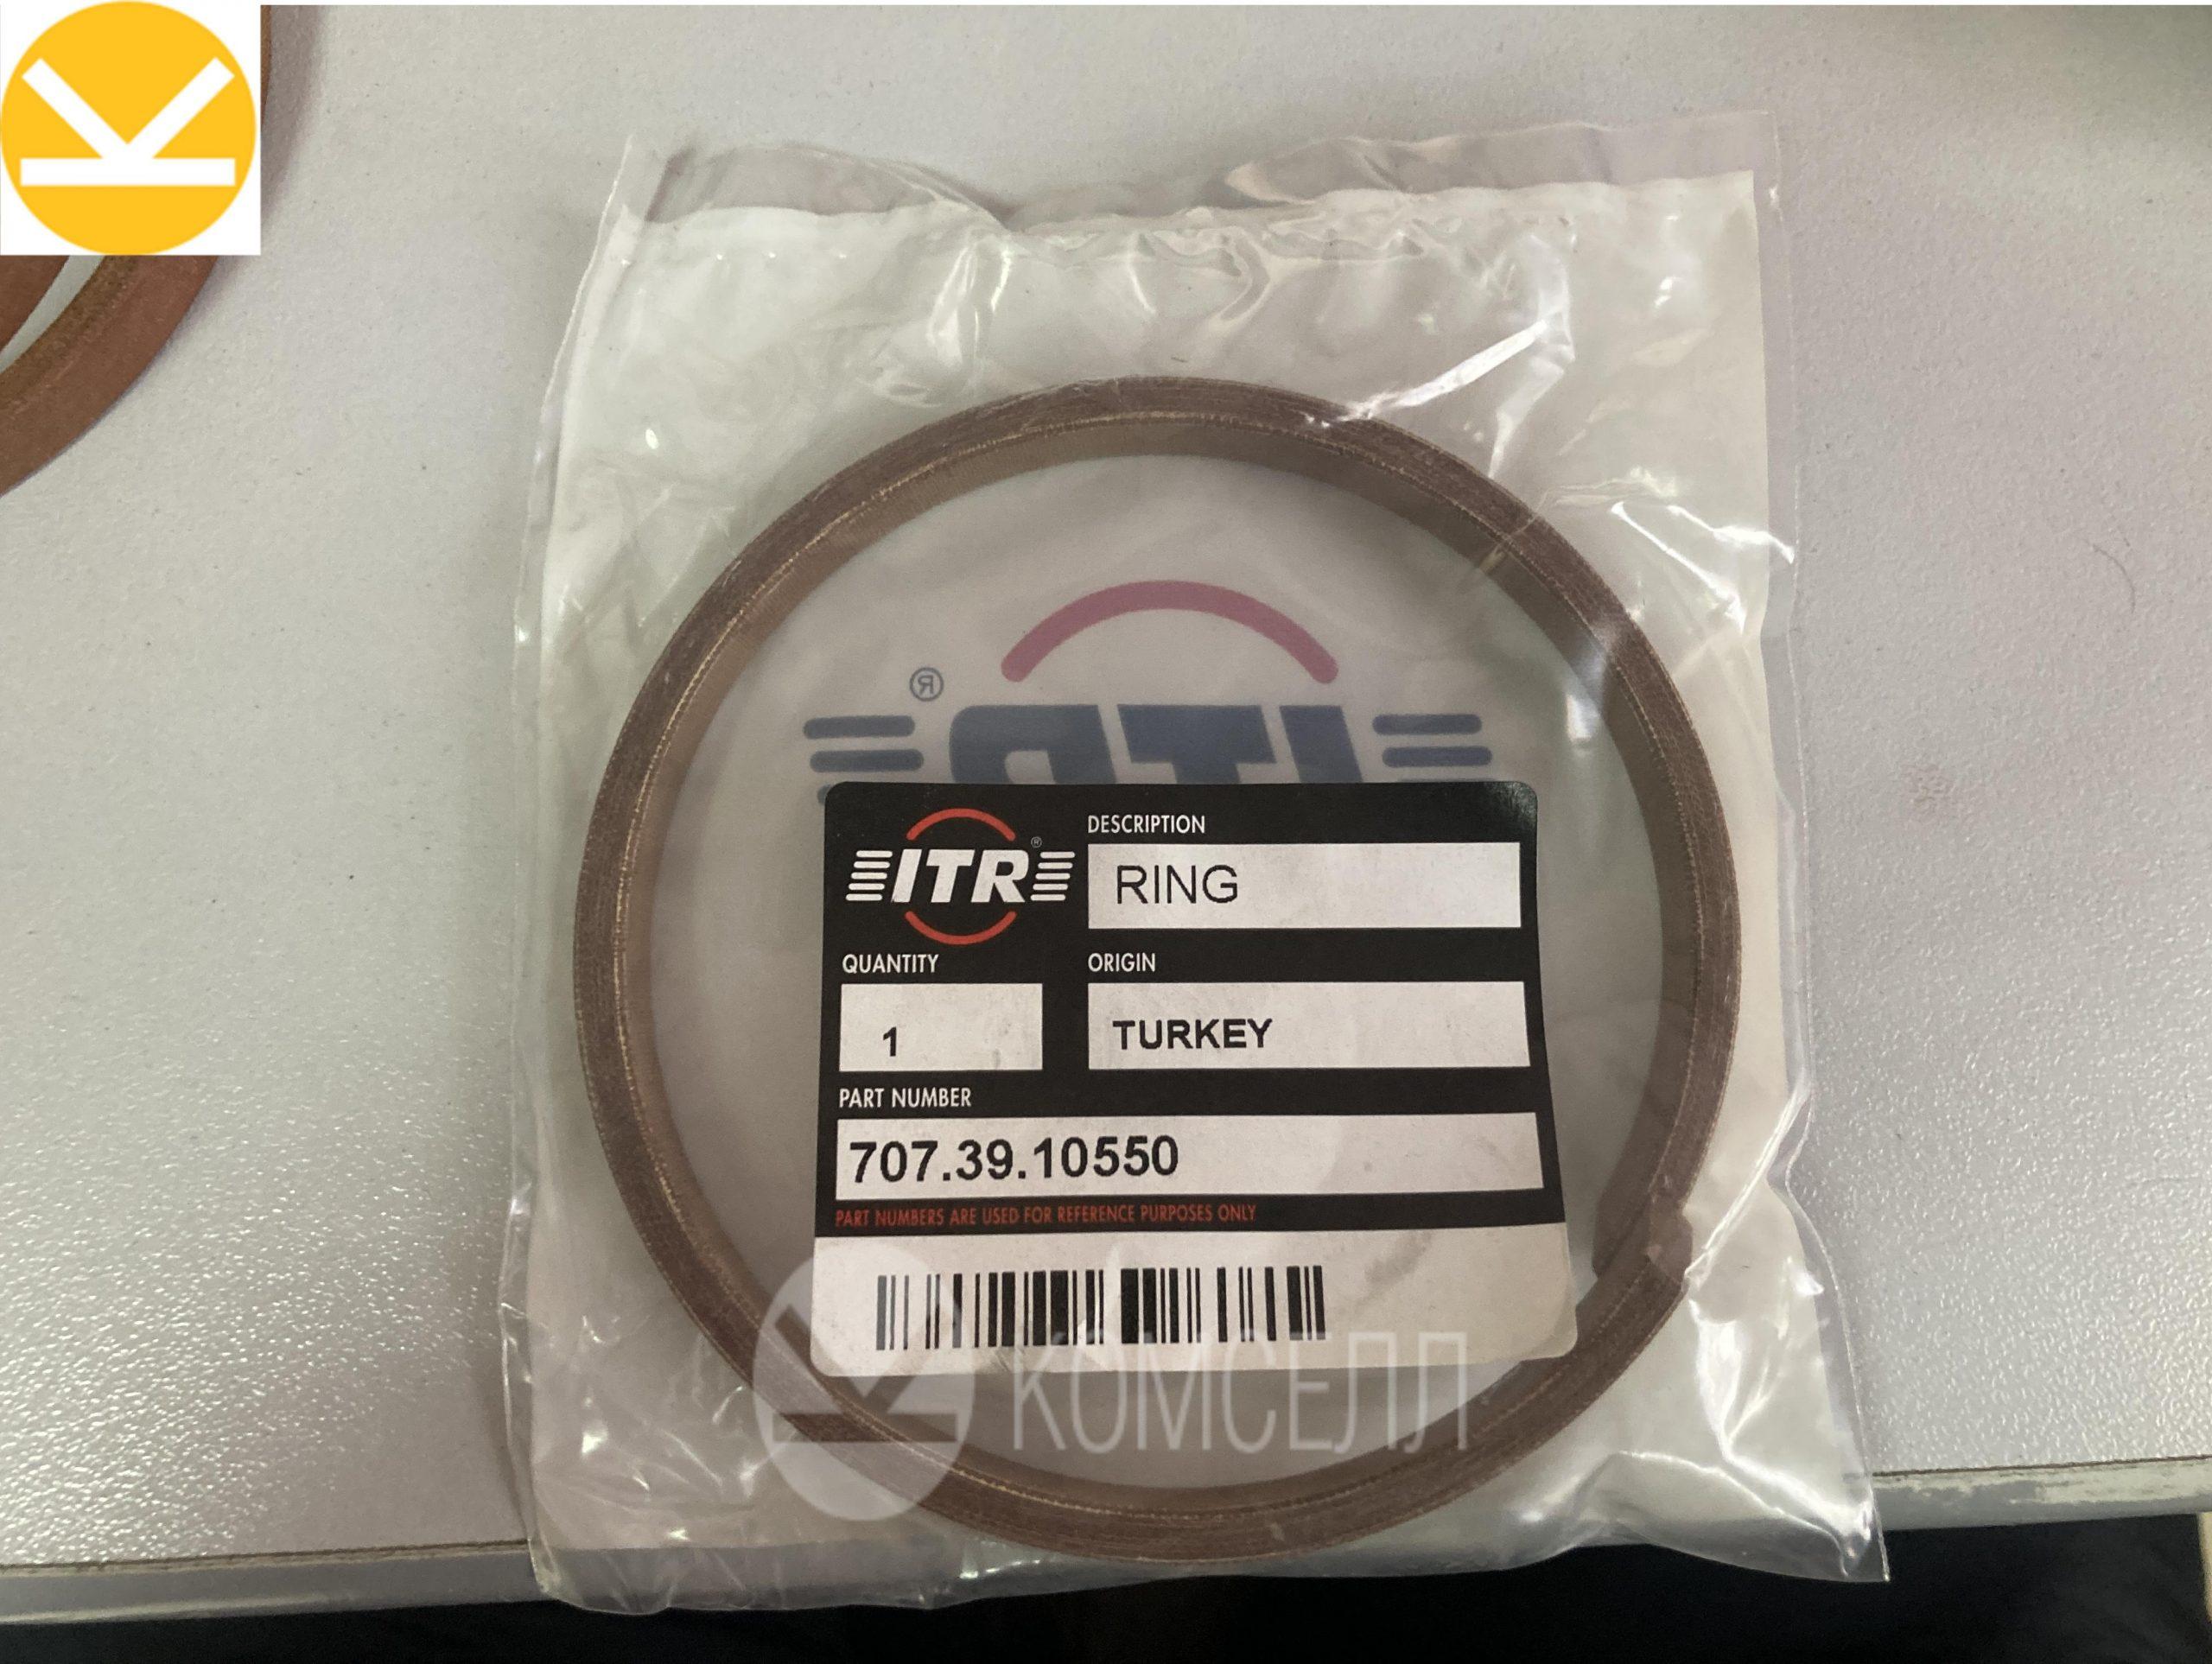 ®
ITR
ITR®
DESCRIPTION
RING
QUANTITY
ORIGIN
1
TURKEY
PART NUMBER
707.39.10550
PART NUMBERS ARE USED FOR REFERENCE PURPOSES ONLY
КОМСЕЛЛ